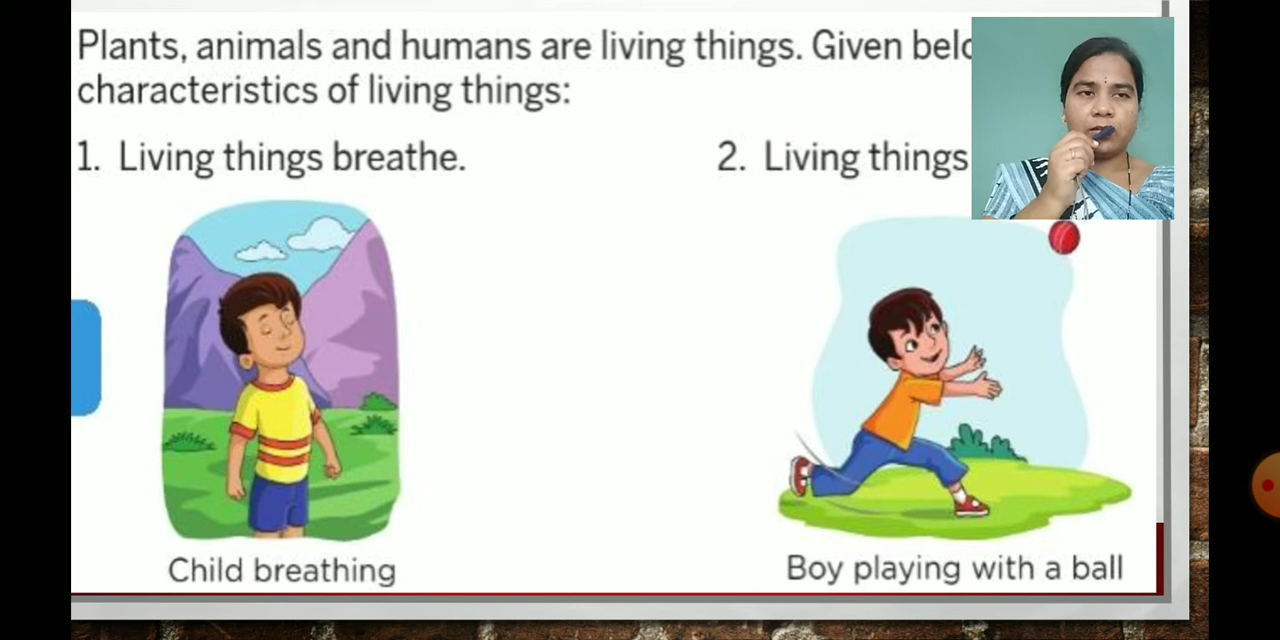 Plants, animals and humans are living things. Given
characteristics of living things:
1. Living things breathe.
2. Living things
Child breathing
Boy playing with a ball